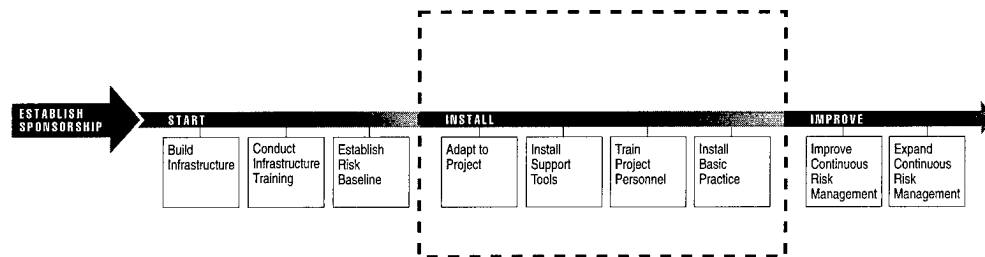 ESTABLISH
SPONSORSHIP
START
INSTALL
IMPROVE
Build
Infrastructure
Conduct
Infrastructure
Training
Establish
Risk
Baseline
Adapt to
Project
Install
Support
Tools
Train
Project
Personnel
Install
Basic
Practice
Improve
Continuous
Risk
Management
Expand
Continuous
Risk
Management